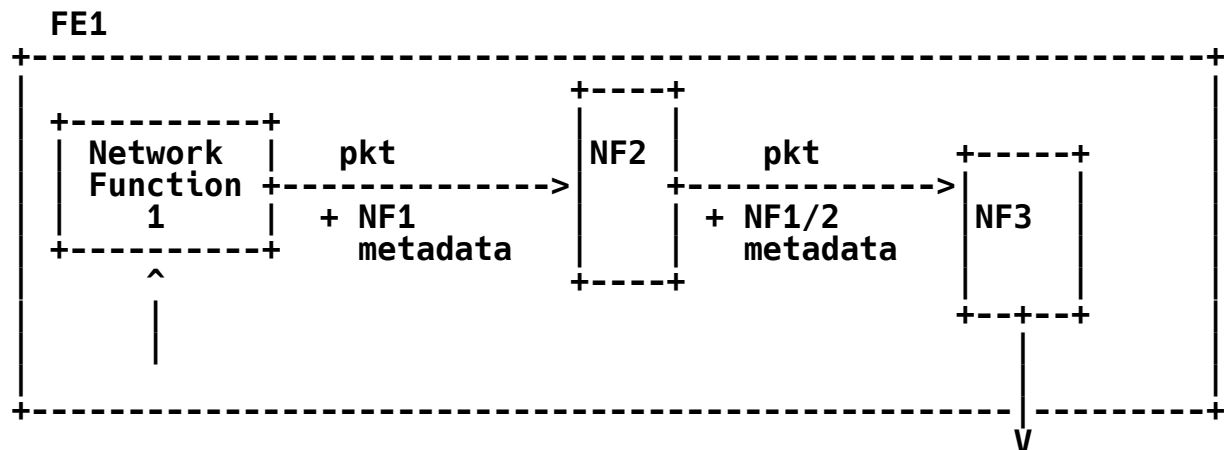 FE1
Network
Function
1
pkt
+ NF1
metadata
NF2
pkt
+ NF1/2
metadata
NF3